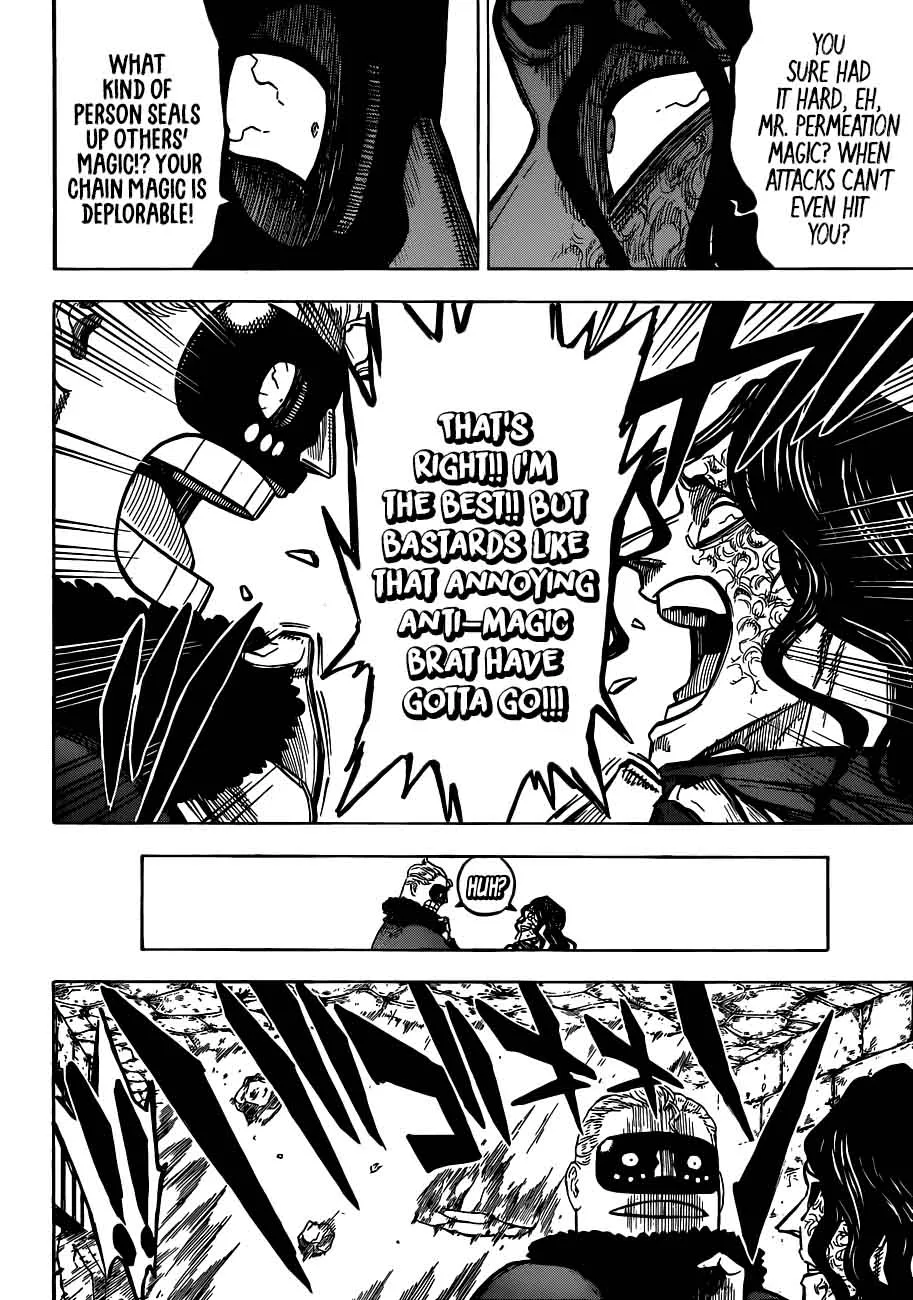 YOU
SURE HAD
IT HARD, EH,
MR. PERMEATION
MAGIC? WHEN
ATTACKS CAN'T
EVEN HIT
YOU?
WHAT
KIND OF
PERSON SEALS
UP OTHERS'
MAGIC!? YOUR
CHAIN MAGIC IS
DEPLORABLE!
THAT'S
RIGHT!! I'M
THE BEST!! BUT
BASTARDS LIKE
THAT ANNOYING
ANTI-MAGIC
BRAT HAVE
GOTTA GO!!!
HUH?